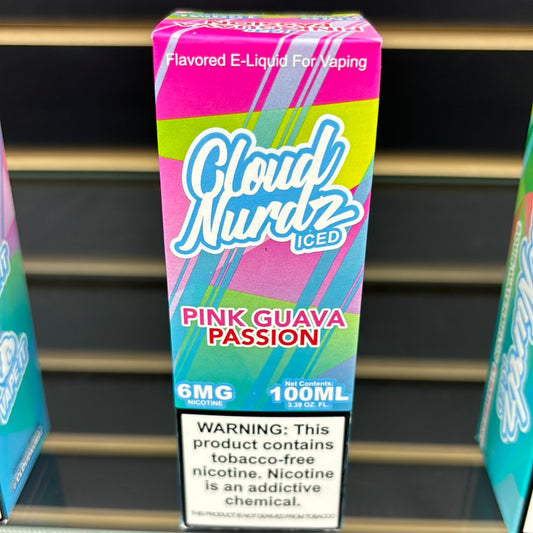 Flavored E-Liquid For Vaping
Cloud
Nurdz
ICED
PINK GUAVA
PASSION
6MG
NICOTINE
Net Contents:
100ML
3.38 OZ. FL.
WARNING: This
product contains
tobacco-free
nicotine. Nicotine
is an addictive
chemical.
THIS PRODUCT IS NOT DERIVED FROM TOBACCO